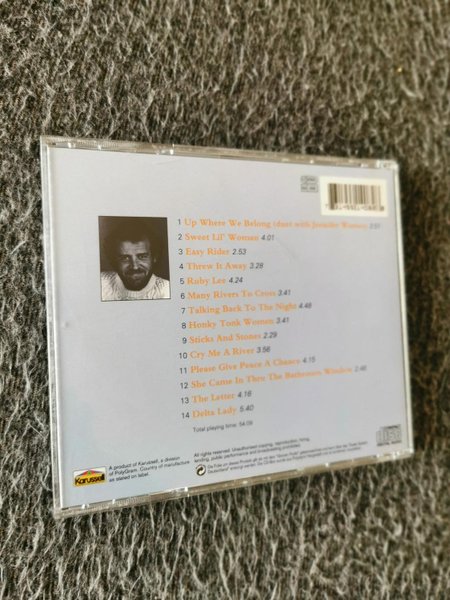 1 Up Where We Belong (duet with Jennifer Warnes) 3.51
2 Sweet Lil' Women 4.01
3 Easy Rider 2.53
4 Threw It Away 3.28
5 Ruby Lee 4.24
6 Many Rivers To Cross 3.41
7 Talking Back To The Night 4.48
8 Honky Tonk Women 3.41
9 Sticks And Stones 2.29
10 Cry Me A River 3.56
11 Please Give Peace A Chance 4.15
12 She Came In Thru The Bathroom Window 2.46
13 The Letter 4.16
14 Delta Lady 5.40
Total playing time: 54.09
Karussell
A product of Karussell, a division
of PolyGram. Country of manufacture
as stated on label.
All rights reserved. Unauthorised copying, reproduction, hiring,
lending, public performance and broadcasting prohibited.